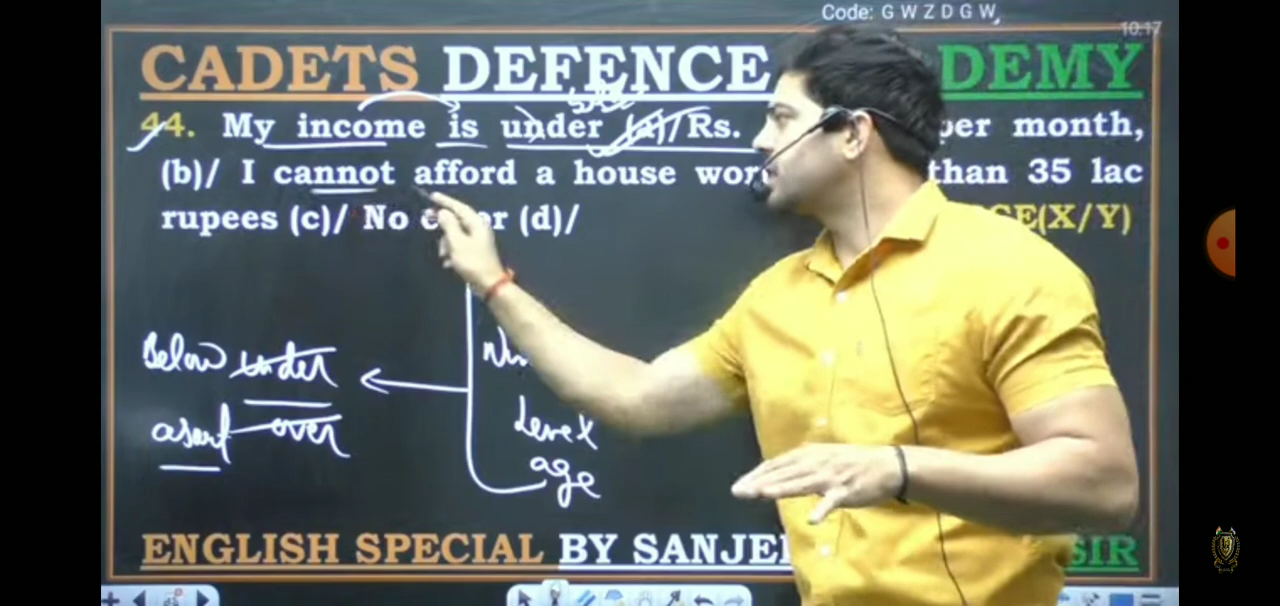 Code: G W Z D G W,
10:17
CADETS DEFENCE DEMY
44. My income is under (a)/Rs. per month,
(b)/ I cannot afford a house than 35 lac
rupees (c)/ No (d)/ (X/Y)
Below under
over
Level
age
ENGLISH SPECIAL BY SIR